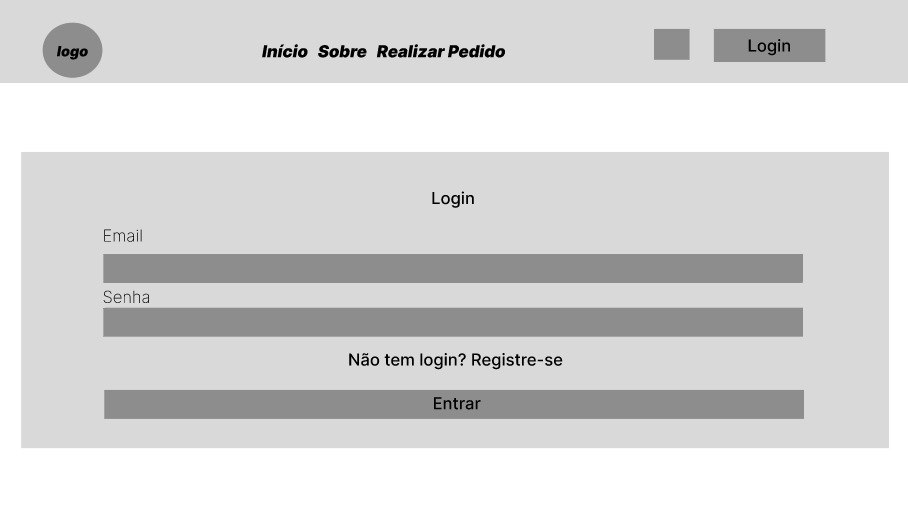 logo
Início Sobre Realizar Pedido
Login
Login
Email
Senha
Não tem login? Registre-se
Entrar